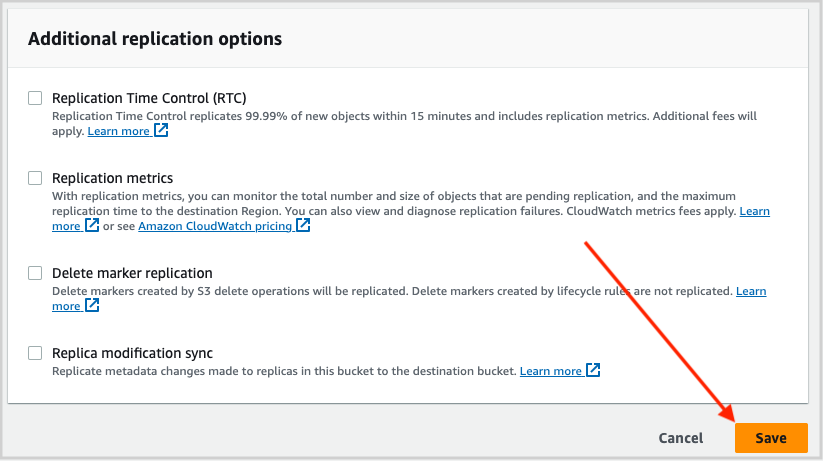 Additional replication options
Replication Time Control (RTC)
Replication Time Control replicates 99.99% of new objects within 15 minutes and includes replication metrics. Additional fees will
apply. Learn more
Replication metrics
With replication metrics, you can monitor the total number and size of objects that are pending replication, and the maximum
replication time to the destination Region. You can also view and diagnose replication failures. CloudWatch metrics fees apply. Learn
more or see Amazon CloudWatch pricing
Delete marker replication
Delete markers created by S3 delete operations will be replicated. Delete markers created by lifecycle rules are not replicated. Learn
more
Replica modification sync
Replicate metadata changes made to replicas in this bucket to the destination bucket. Learn more
Cancel Save